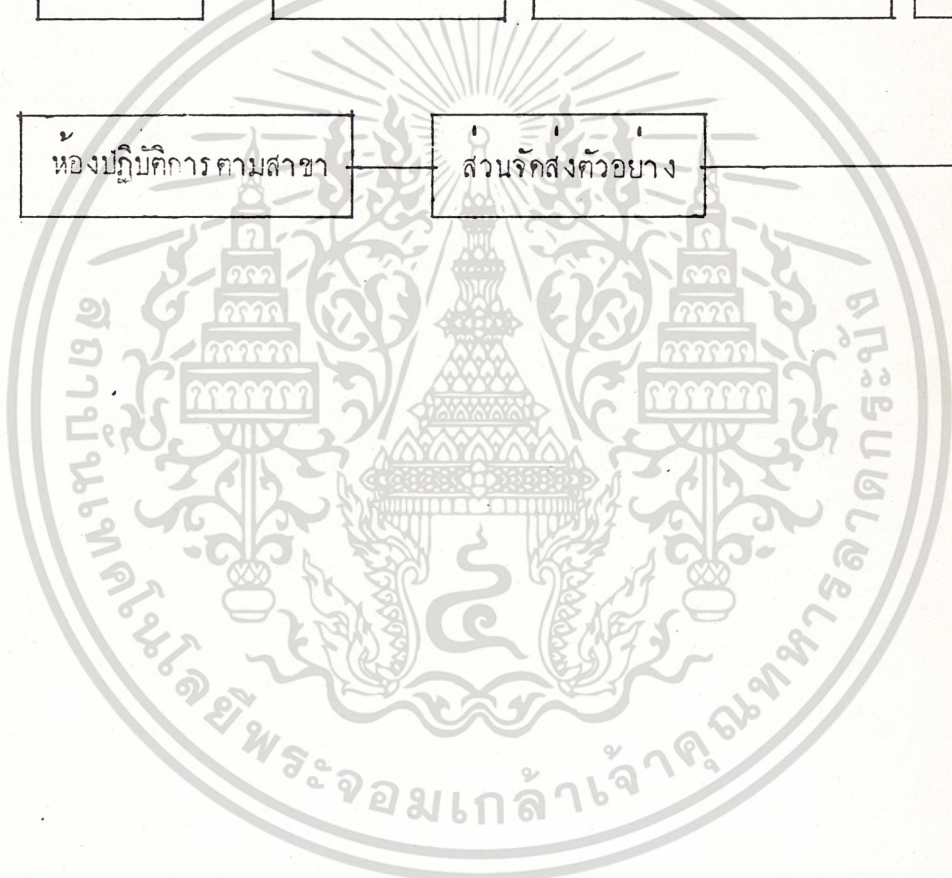 ห้องปฏิบัติการตามสาขา
ส่วนจัดส่งตัวอย่าง
สถาบันเทคโนโลยีพระจอมเกล้าเจ้าคุณทหารลาดกระบัง
๔